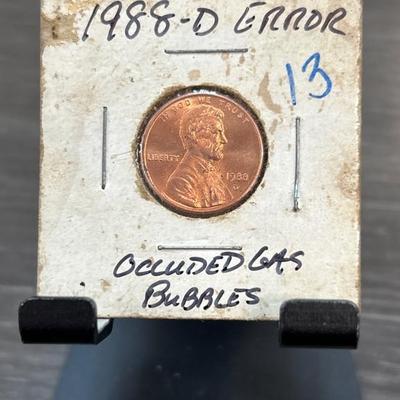 1988-D ERROR
13
IN GOD WE TRUST
LIBERTY
1988
D
OCCLUDED GAS
BUBBLES